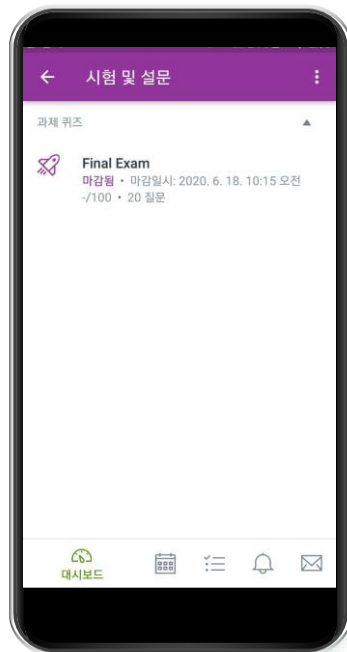 시험 및 설문
과제 퀴즈
Final Exam
마감됨 • 마감일시: 2020. 6. 18. 10:15 오전
-/100 • 20 질문
대시보드